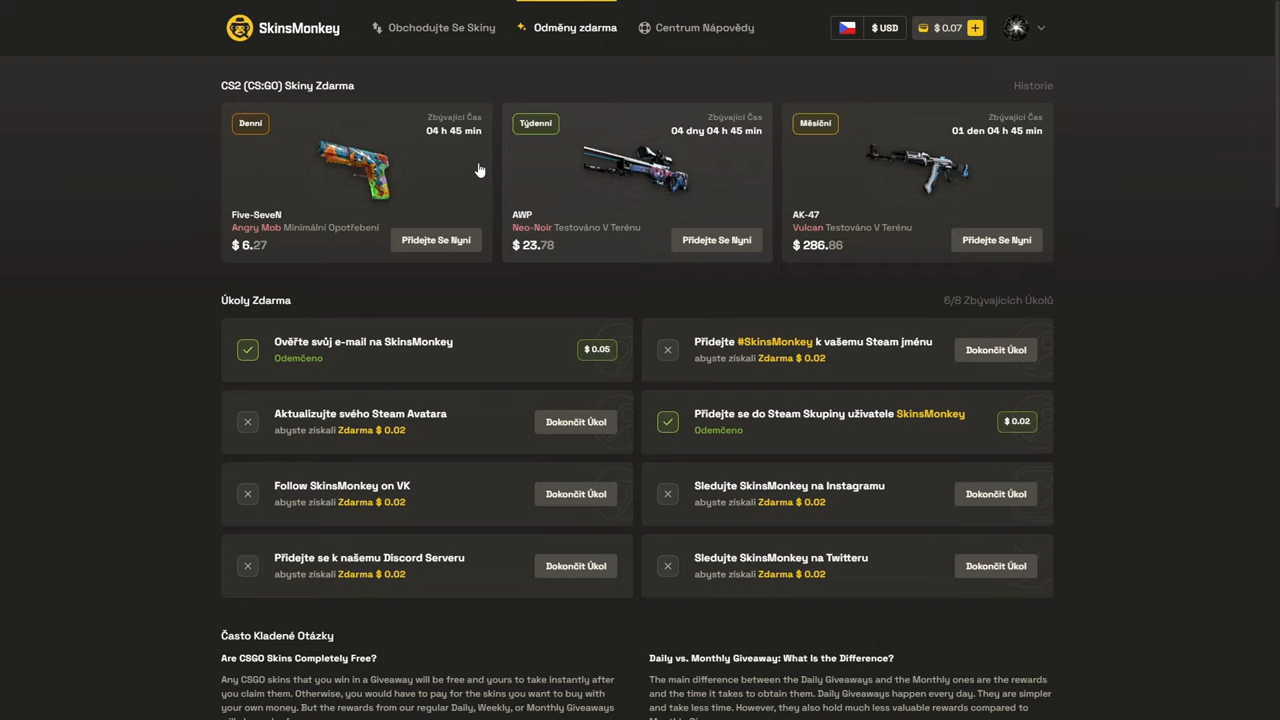 SkinsMonkey
Obchodujte Se Skiny
Odměny zdarma
Centrum Nápovědy
$ USD
$ 0.07
CS2 (CS:GO) Skiny Zdarma
Historie
Denní
Zbývající Čas
04 h 45 min
Five-SeveN
Angry Mob Minimální Opotřebení
$ 6.27
Přidejte Se Nyní
Týdenní
Zbývající Čas
04 dny 04 h 45 min
AWP
Neo-Noir Testováno V Terénu
$ 23.78
Přidejte Se Nyní
Měsíční
Zbývající Čas
01 den 04 h 45 min
AK-47
Vulcan Testováno V Terénu
$ 286.86
Přidejte Se Nyní
Úkoly Zdarma
6/8 Zbývajících Úkolů
Ověřte svůj e-mail na SkinsMonkey
Odemčeno
$ 0.05
Přidejte #SkinsMonkey k vašemu Steam jménu
abyste získali Zdarma $ 0.02
Dokončit Úkol
Aktualizujte svého Steam Avatara
abyste získali Zdarma $ 0.02
Dokončit Úkol
Přidejte se do Steam Skupiny uživatele SkinsMonkey
Odemčeno
$ 0.02
Follow SkinsMonkey on VK
abyste získali Zdarma $ 0.02
Dokončit Úkol
Sledujte SkinsMonkey na Instagramu
abyste získali Zdarma $ 0.02
Dokončit Úkol
Přidejte se k našemu Discord Serveru
abyste získali Zdarma $ 0.02
Dokončit Úkol
Sledujte SkinsMonkey na Twitteru
abyste získali Zdarma $ 0.02
Dokončit Úkol
Často Kladené Otázky
Are CSGO Skins Completely Free?
Any CSGO skins that you win in a Giveaway will be free and yours to take instantly after
you claim them. Otherwise, you would have to pay for the skins you want to buy with
your own money. But the rewards from our regular Daily, Weekly, or Monthly Giveaways
Daily vs. Monthly Giveaway: What Is the Difference?
The main difference between the Daily Giveaways and the Monthly ones are the rewards
and the time it takes to obtain them. Daily Giveaways happen every day. They are simpler
and take less time. However, they also hold much less valuable rewards compared to